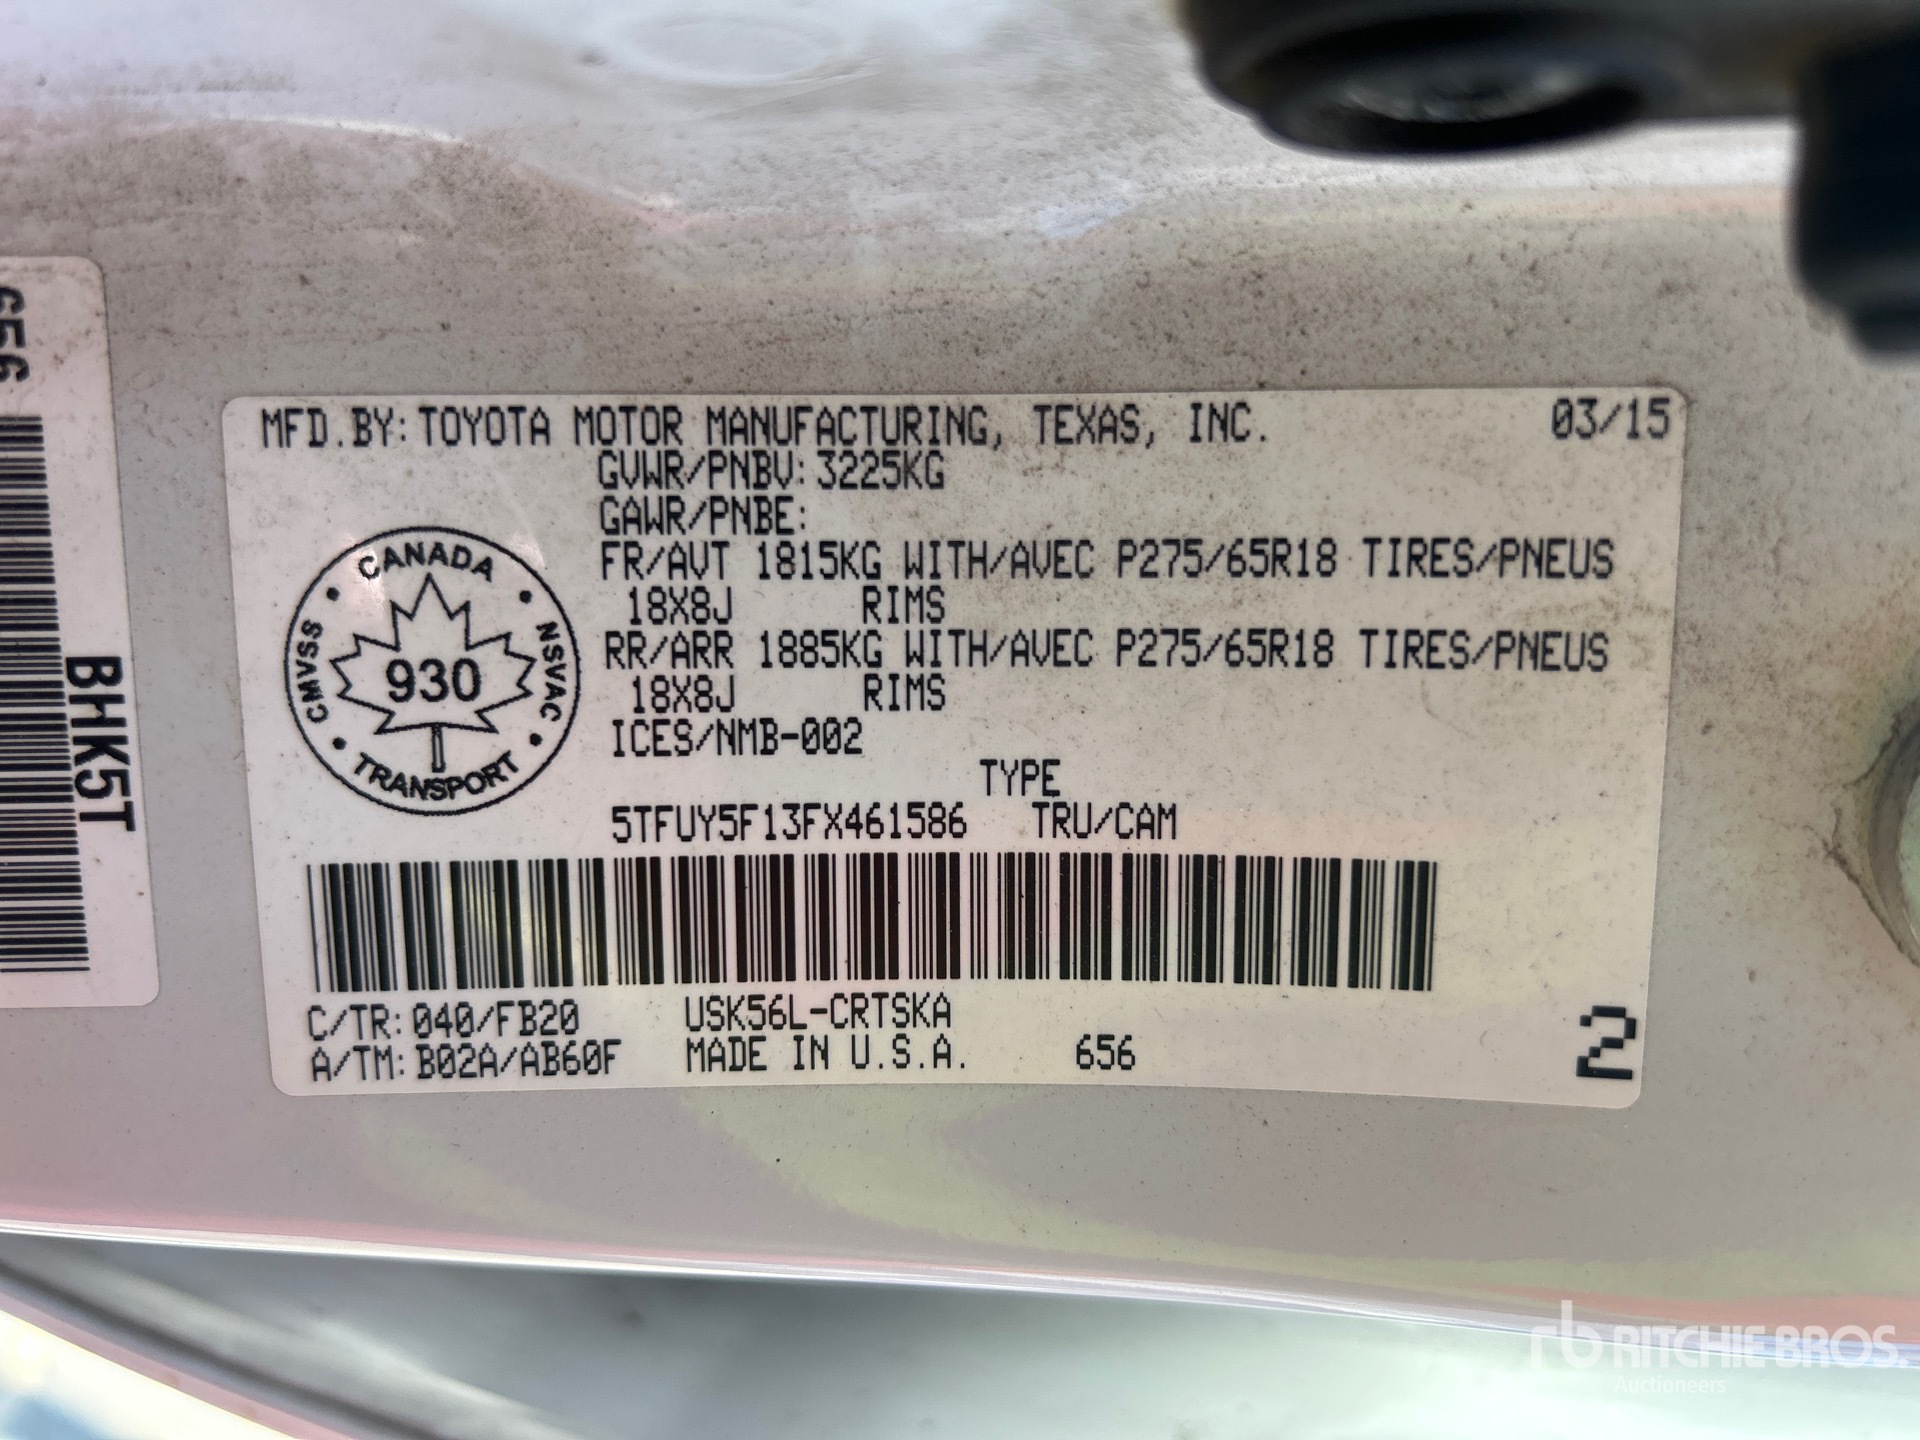 656
BHK5T
MFD.BY: TOYOTA MOTOR MANUFACTURING, TEXAS, INC. 03/15
GVWR/PNBV: 3225KG
GAWR/PNBE:
FR/AVT 1815KG WITH/AVEC P275/65R18 TIRES/PNEUS
18X8J RIMS
RR/ARR 1885KG WITH/AVEC P275/65R18 TIRES/PNEUS
18X8J RIMS
ICES/NMB-002
CANADA
CMVSS
NSVAC
930
TRANSPORT
TYPE
5TFUY5F13FX461586 TRU/CAM
C/TR: 040/FB20 USK56L-CRTSKA
A/TM: B02A/AB60F MADE IN U.S.A. 656
2
rb RITCHIE BROS.
Auctioneers